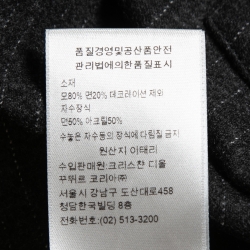 품질경영및공산품안전
관리법에의한품질표시
소재
모80% 면20% 데코레이션 제외
자수장식
면50% 아크릴50%
수놓은 자수등의 장식에 다림질 금지
원산지 이태리
수입판매원:크리스챤 디올
꾸뛰르 코리아㈜
서울시 강남구 도산대로458
청담한국빌딩 8층
전화번호: 02) 513-3200